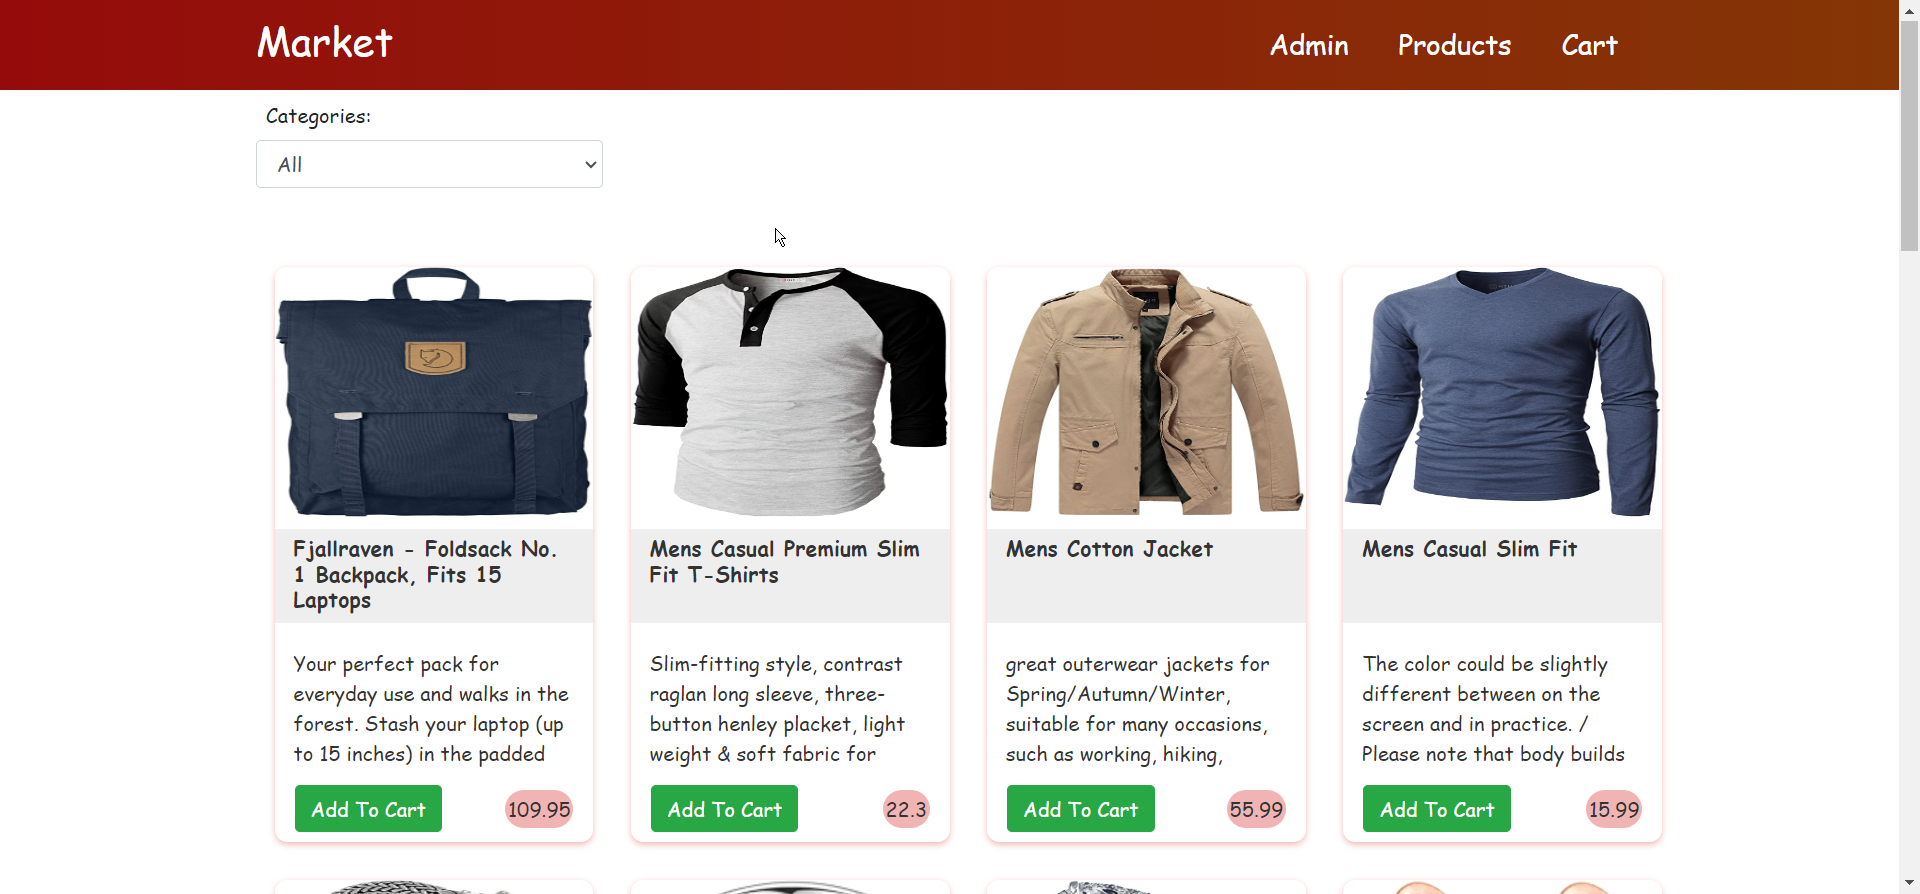 Market
Admin Products Cart
Categories:
All
Fjallraven - Foldsack No.
1 Backpack, Fits 15
Laptops
Your perfect pack for
everyday use and walks in the
forest. Stash your laptop (up
to 15 inches) in the padded
Add To Cart 109.95
Mens Casual Premium Slim
Fit T-Shirts
Slim-fitting style, contrast
raglan long sleeve, three-
button henley placket, light
weight & soft fabric for
Add To Cart 22.3
Mens Cotton Jacket
great outerwear jackets for
Spring/Autumn/Winter,
suitable for many occasions,
such as working, hiking,
Add To Cart 55.99
Mens Casual Slim Fit
The color could be slightly
different between on the
screen and in practice. /
Please note that body builds
Add To Cart 15.99